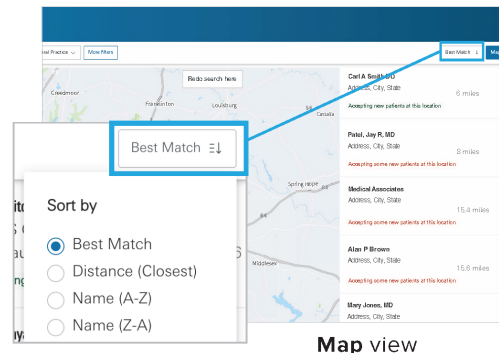 eral Practice
More filters
Best Match
Map
Redo search here
Creedmoor
Franklinton
Louisburg
Castalia
Spring Hope
Middlesex
64
Carl A Smith DO
Address, City, State
6 miles
Accepting new patients at this location
Patel, Jay R, MD
Address, City, State
8 miles
Accepting some new patients at this location
Medical Associates
Address, City, State
15.4 miles
Accepting some new patients at this location
Alan P Brown
Address, City, State
15.6 miles
Accepting some new patients at this location
Mary Jones, MD
Address, City, State
Best Match
Sort by
Best Match
Distance (Closest)
Name (A-Z)
Name (Z-A)
Map view